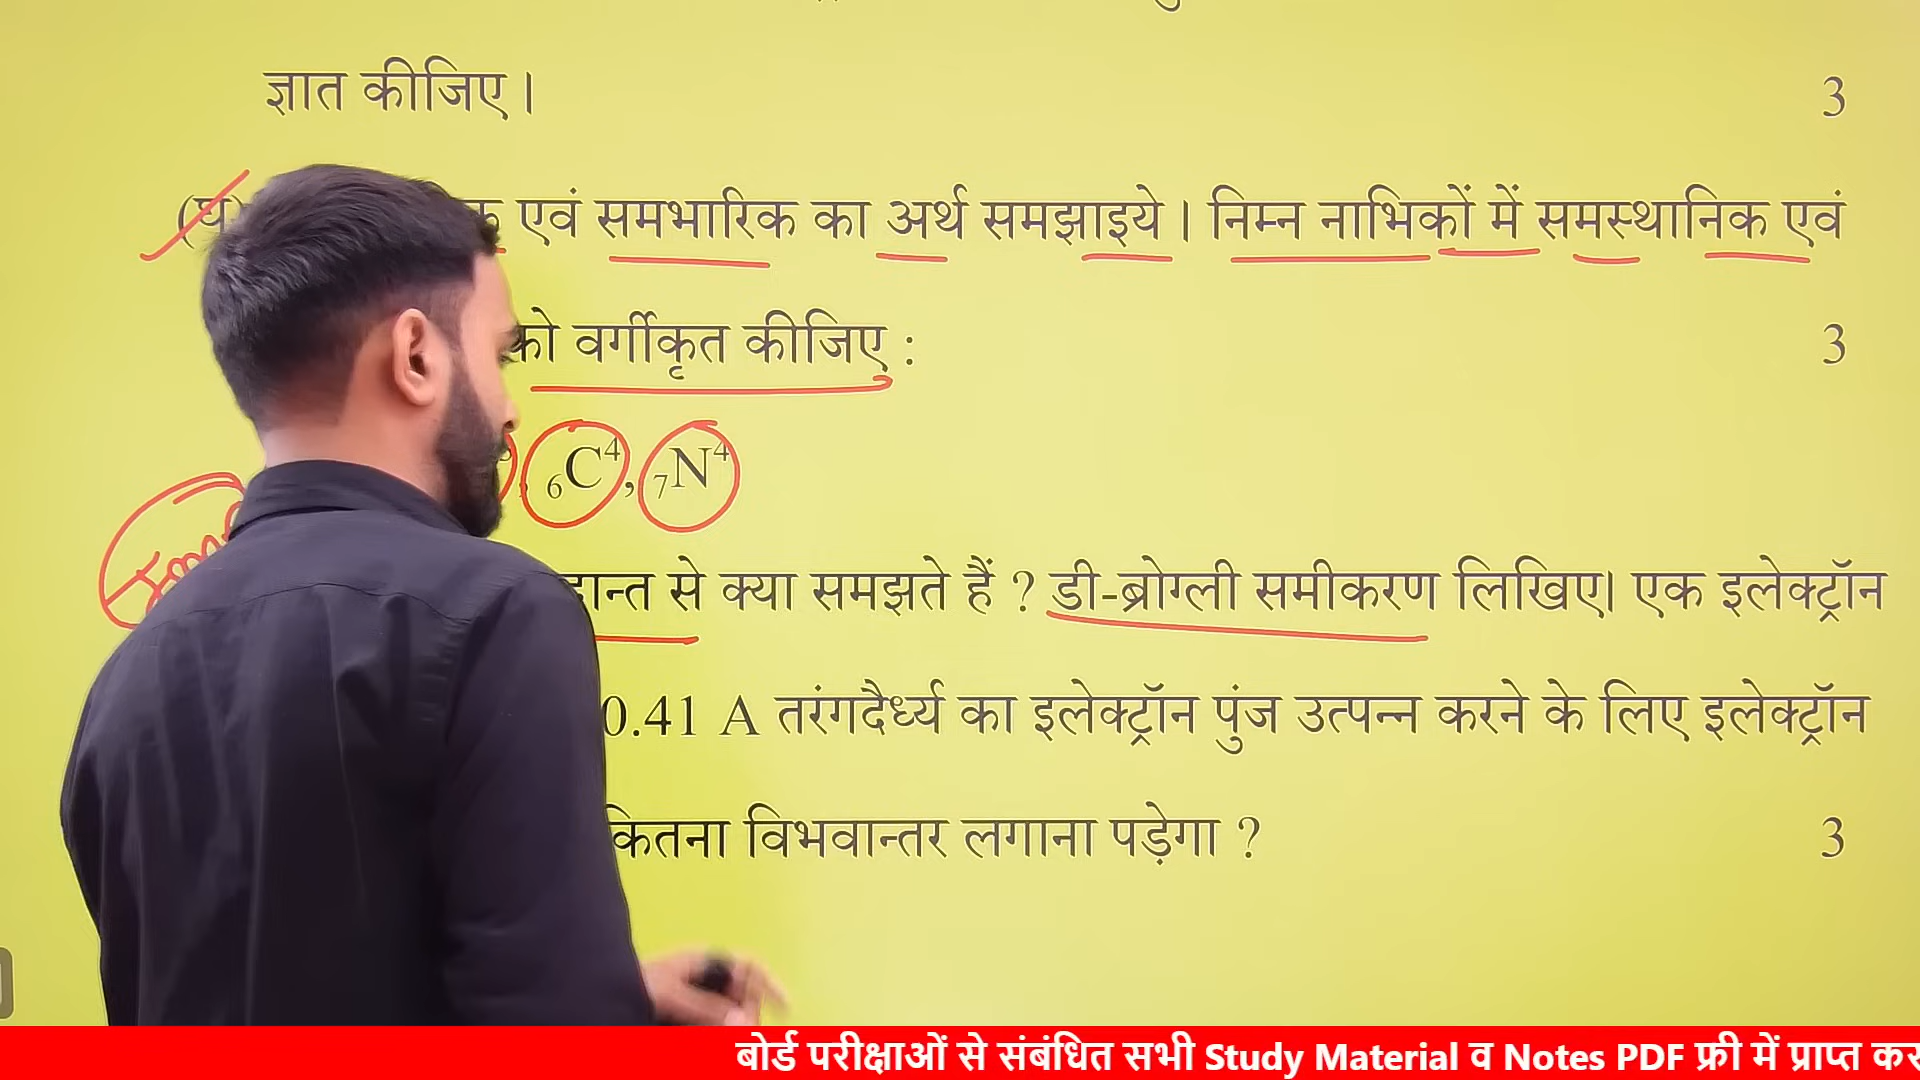 ज्ञात कीजिए। 3
(घ) एवं समभारिक का अर्थ समझाइये। निम्न नाभिकों में समस्थानिक एवं
को वर्गीकृत कीजिए : 3
, ₆C⁴, ₇N⁴
से क्या समझते हैं ? डी-ब्रोग्ली समीकरण लिखिए। एक इलेक्ट्रॉन
0.41 A तरंगदैर्ध्य का इलेक्ट्रॉन पुंज उत्पन्न करने के लिए इलेक्ट्रॉन
कितना विभवान्तर लगाना पड़ेगा ? 3
बोर्ड परीक्षाओं से संबंधित सभी Study Material व Notes PDF फ्री में प्राप्त